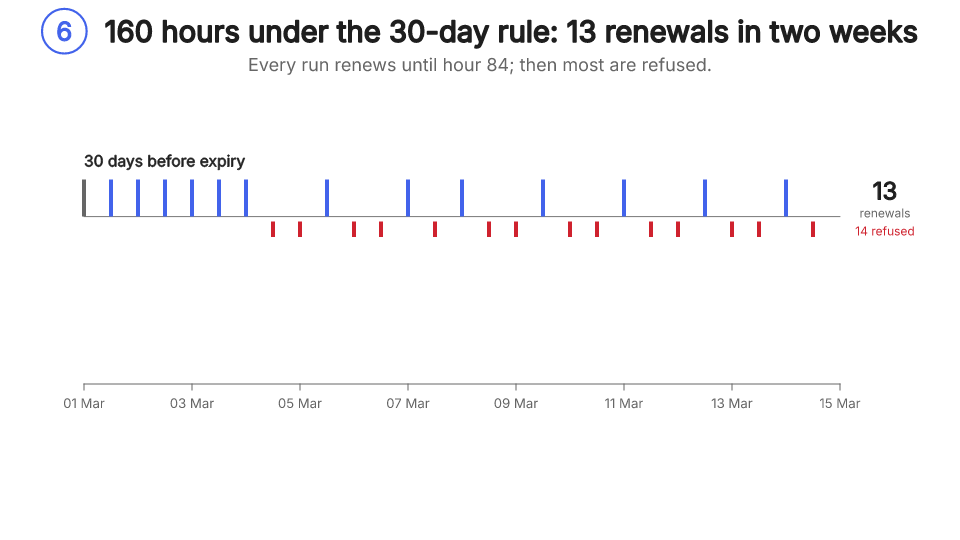 6 160 hours under the 30-day rule: 13 renewals in two weeks
Every run renews until hour 84; then most are refused.
30 days before expiry
13
renewals
14 refused
01 Mar 03 Mar 05 Mar 07 Mar 09 Mar 11 Mar 13 Mar 15 Mar